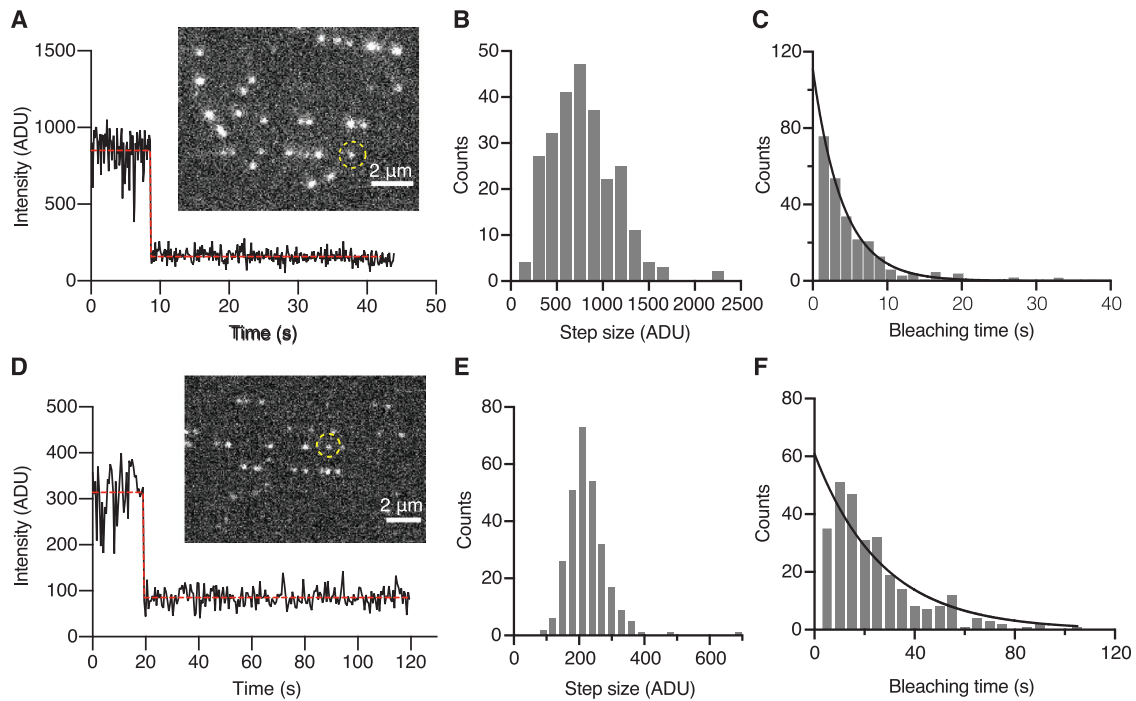 A
Intensity (ADU)
1500
1000
500
0
0 10 20 30 40 50
Time (s)
2 µm
B
Counts
50
40
30
20
10
0
0 500 1000 1500 2000 2500
Step size (ADU)
C
Counts
120
80
40
0
0 10 20 30 40
Bleaching time (s)
D
Intensity (ADU)
500
400
300
200
100
0
0 20 40 60 80 100 120
Time (s)
2 µm
E
Counts
80
60
40
20
0
0 200 400 600
Step size (ADU)
F
Counts
80
60
40
20
0
0 40 80 120
Bleaching time (s)